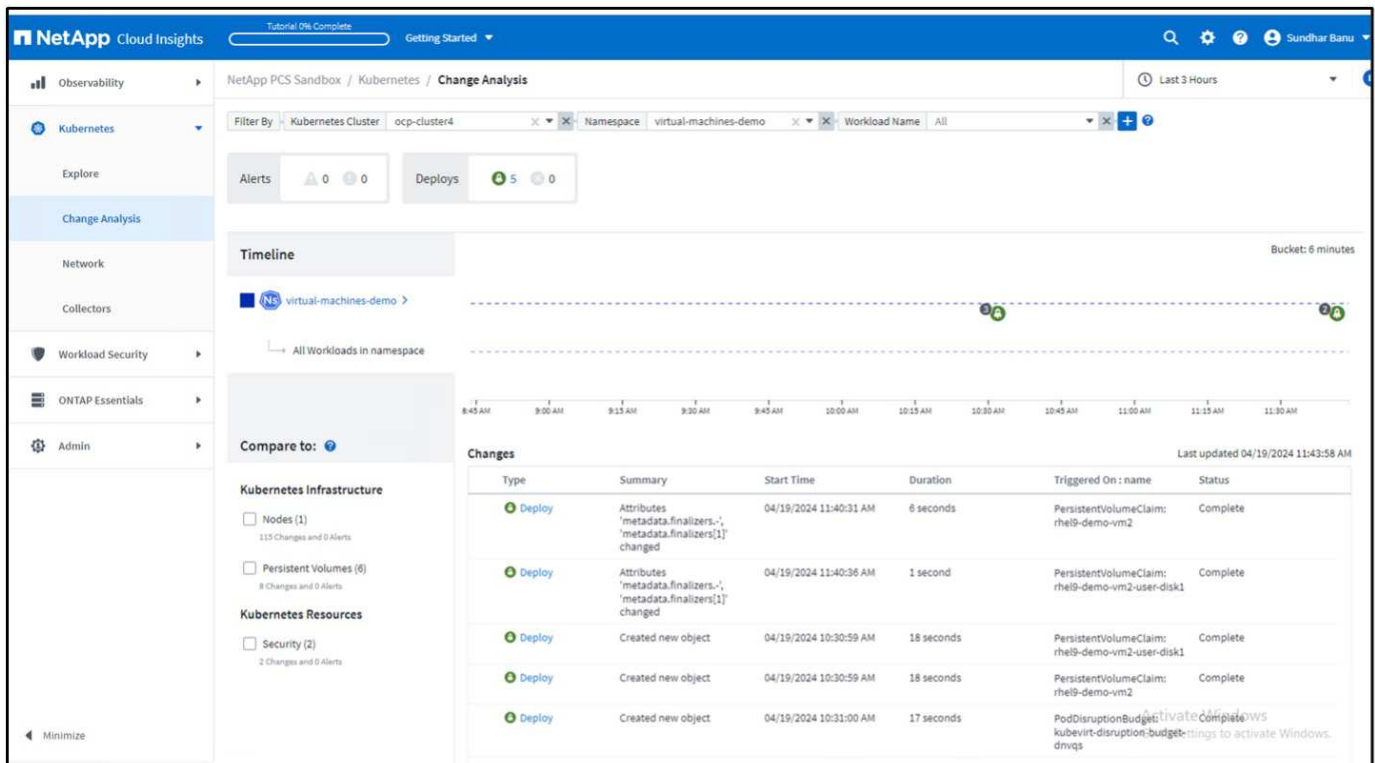 Tutorial 0% Complete
NetApp Cloud Insights
Getting Started
Sundhar Banu
Observability
NetApp PCS Sandbox / Kubernetes / Change Analysis
Last 3 Hours
Kubernetes
Filter By Kubernetes Cluster ocp-cluster4 Namespace virtual-machines-demo Workload Name All
Explore
Alerts 0 0 Deploys 5 0
Change Analysis
Network
Collectors
Workload Security
ONTAP Essentials
Admin
Minimize
Timeline
Bucket: 6 minutes
Ns virtual-machines-demo
3 2
All Workloads in namespace
8:45 AM 9:00 AM 9:15 AM 9:30 AM 9:45 AM 10:00 AM 10:15 AM 10:30 AM 10:45 AM 11:00 AM 11:15 AM 11:30 AM
Compare to:
Kubernetes Infrastructure
Nodes (1)
115 Changes and 0 Alerts
Persistent Volumes (6)
8 Changes and 0 Alerts
Kubernetes Resources
Security (2)
2 Changes and 0 Alerts
Changes
Last updated 04/19/2024 11:43:58 AM
Type Summary Start Time Duration Triggered On : name Status
Deploy Attributes 04/19/2024 11:40:31 AM 6 seconds PersistentVolumeClaim: Complete
'metadata.finalizers.-', rhel9-demo-vm2
'metadata.finalizers[1]'
changed
Deploy Attributes 04/19/2024 11:40:36 AM 1 second PersistentVolumeClaim: Complete
'metadata.finalizers.-', rhel9-demo-vm2-user-disk1
'metadata.finalizers[1]'
changed
Deploy Created new object 04/19/2024 10:30:59 AM 18 seconds PersistentVolumeClaim: Complete
rhel9-demo-vm2-user-disk1
Deploy Created new object 04/19/2024 10:30:59 AM 18 seconds PersistentVolumeClaim: Complete
rhel9-demo-vm2
Deploy Created new object 04/19/2024 10:31:00 AM 17 seconds PodDisruptionBudget: Complete
kubevirt-disruption-budget-
dnvqs
Activate Windows
to activate Windows.